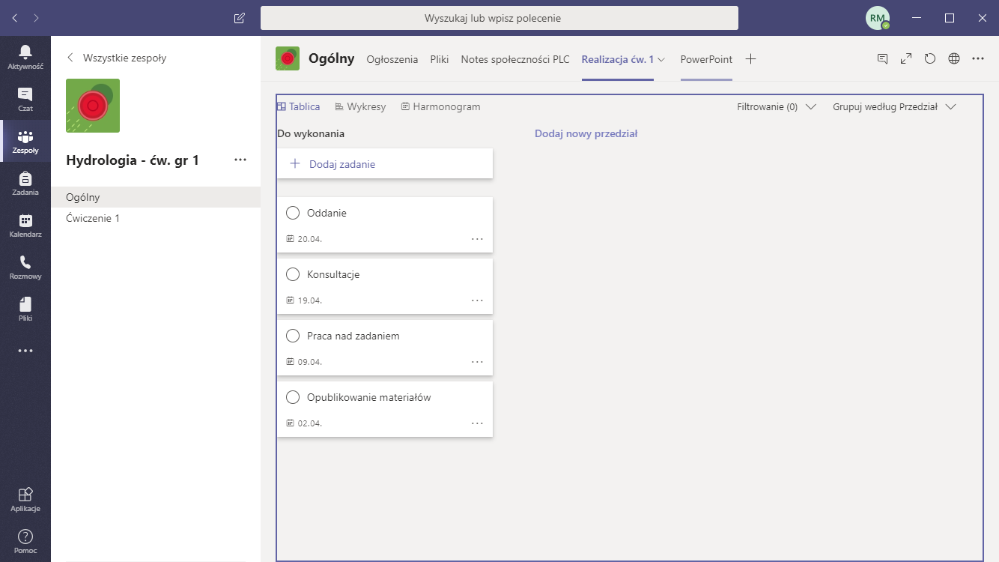 Wyszukaj lub wpisz polecenie
RM
Aktywność
Czat
Zespoły
Zadania
Kalendarz
Rozmowy
Pliki
Aplikacje
Pomoc
Wszystkie zespoły
Hydrologia - ćw. gr 1
Ogólny
Ćwiczenie 1
Ogólny Ogłoszenia Pliki Notes społeczności PLC Realizacja ćw. 1 PowerPoint
Tablica Wykresy Harmonogram Filtrowanie (0) Grupuj według Przedział
Do wykonania Dodaj nowy przedział
Dodaj zadanie
Oddanie
20.04.
Konsultacje
19.04.
Praca nad zadaniem
09.04.
Opublikowanie materiałów
02.04.